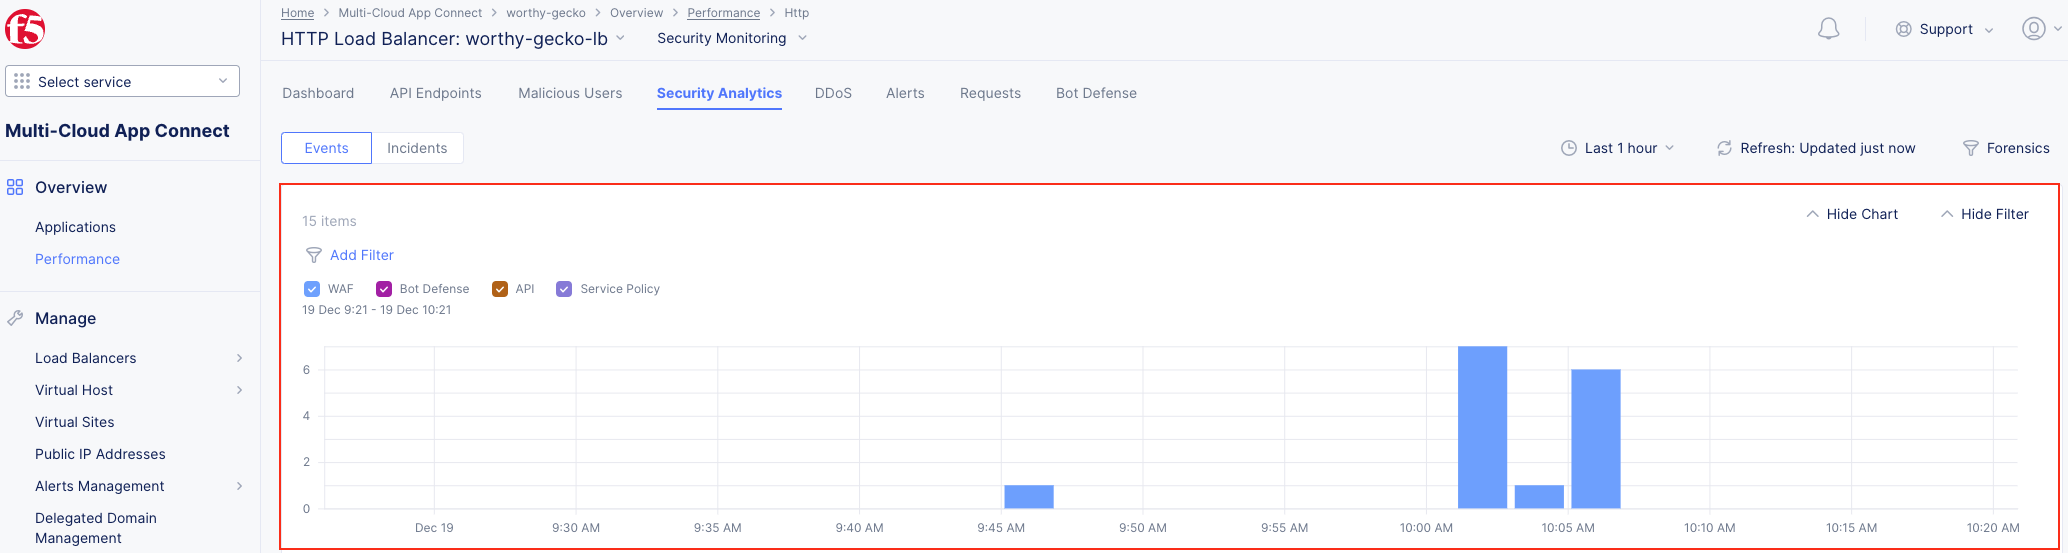 f5
Home > Multi-Cloud App Connect > worthy-gecko > Overview > Performance > Http
HTTP Load Balancer: worthy-gecko-lb
Security Monitoring
Support
Select service
Dashboard
API Endpoints
Malicious Users
Security Analytics
DDoS
Alerts
Requests
Bot Defense
Multi-Cloud App Connect
Events
Incidents
Last 1 hour
Refresh: Updated just now
Forensics
Overview
Applications
Performance
Manage
Load Balancers
Virtual Host
Virtual Sites
Public IP Addresses
Alerts Management
Delegated Domain
Management
15 items
Hide Chart
Hide Filter
Add Filter
WAF
Bot Defense
API
Service Policy
19 Dec 9:21 - 19 Dec 10:21
6
4
2
0
Dec 19
9:30 AM
9:35 AM
9:40 AM
9:45 AM
9:50 AM
9:55 AM
10:00 AM
10:05 AM
10:10 AM
10:15 AM
10:20 AM